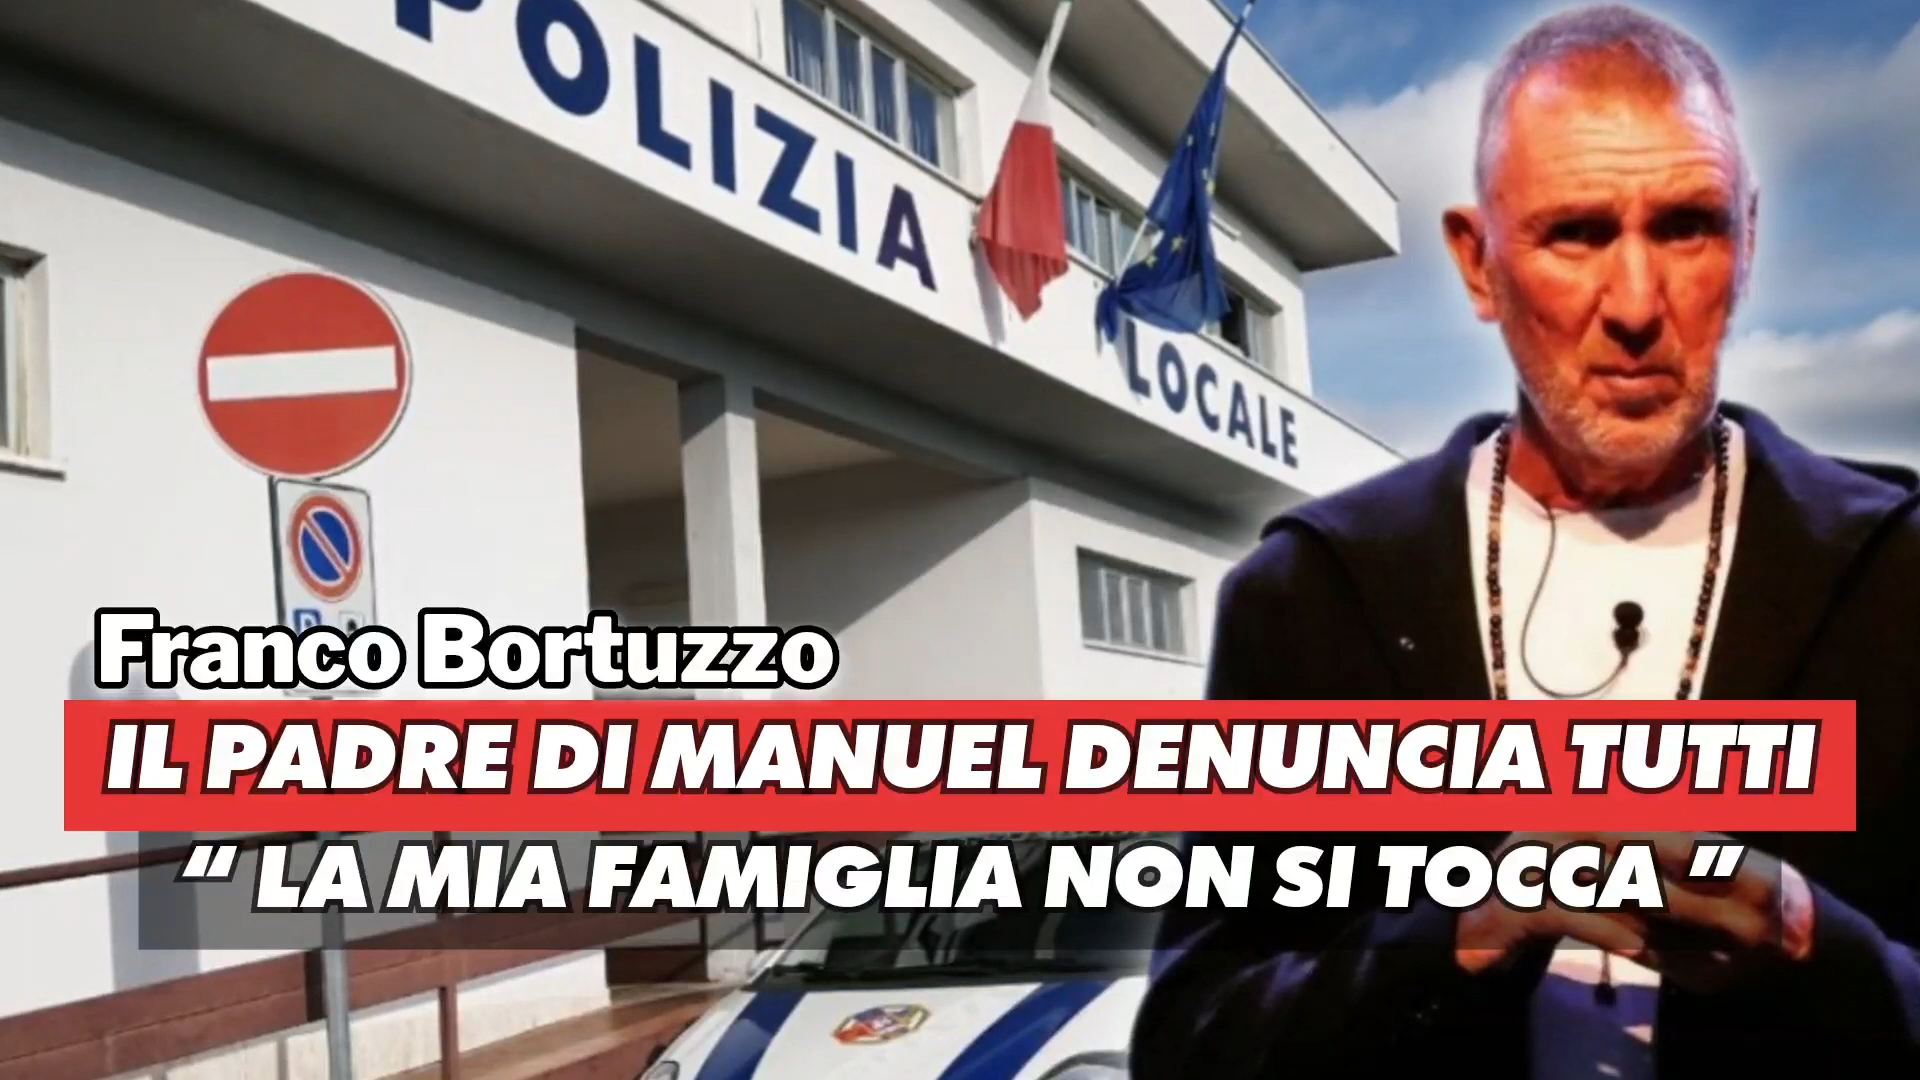 POLIZIA
LOCALE
Franco Bortuzzo
IL PADRE DI MANUEL DENUNCIA TUTTI
“ LA MIA FAMIGLIA NON SI TOCCA ”